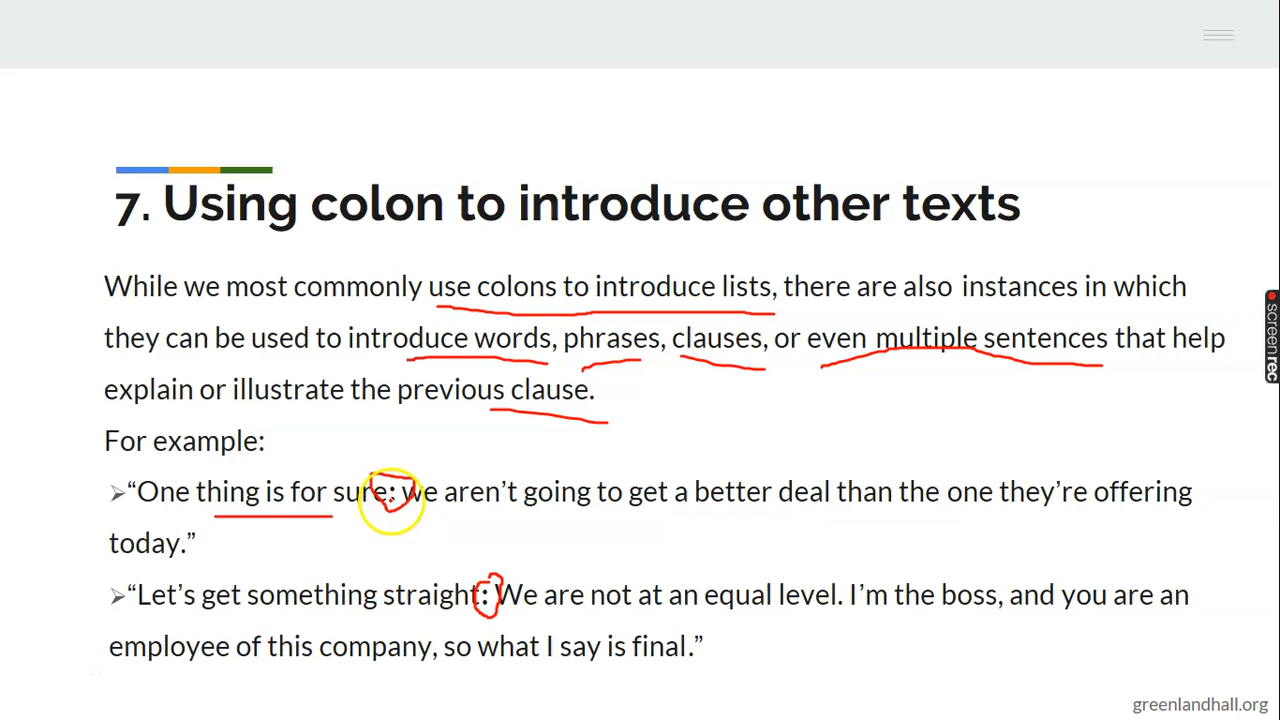 7. Using colon to introduce other texts
While we most commonly use colons to introduce lists, there are also instances in which
they can be used to introduce words, phrases, clauses, or even multiple sentences that help
explain or illustrate the previous clause.
For example:
➢“One thing is for sure: we aren’t going to get a better deal than the one they’re offering
today.”
➢“Let’s get something straight: We are not at an equal level. I’m the boss, and you are an
employee of this company, so what I say is final.”
screenrec
greenlandhall.org